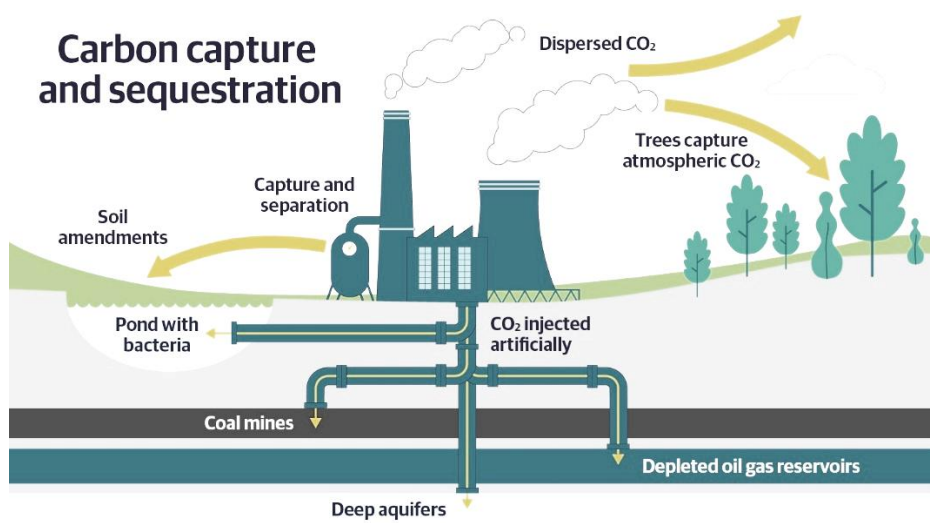 Carbon capture
and sequestration
Dispersed CO₂
Trees capture
atmospheric CO₂
Capture and
separation
Soil
amendments
Pond with
bacteria
CO₂ injected
artificially
Coal mines
Depleted oil gas reservoirs
Deep aquifers